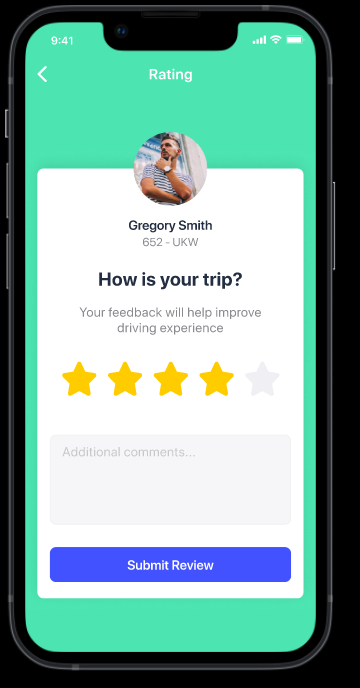 9:41
Rating
Gregory Smith
652 - UKW
How is your trip?
Your feedback will help improve
driving experience
Additional comments...
Submit Review